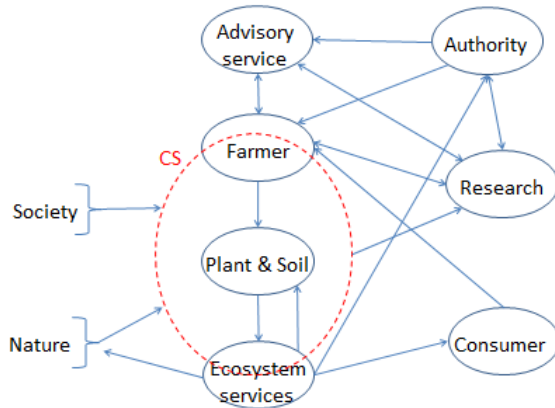 Advisory
service
Authority
CS
Farmer
Research
Society
Plant & Soil
Nature
Consumer
Ecosystem
services